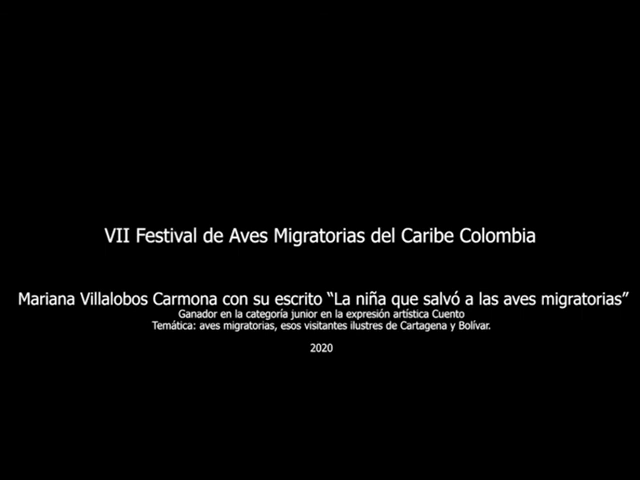 VII Festival de Aves Migratorias del Caribe Colombia
Mariana Villalobos Carmona con su escrito “La niña que salvó a las aves migratorias”
Ganador en la categoría junior en la expresión artística Cuento
Temática: aves migratorias, esos visitantes ilustres de Cartagena y Bolívar.
2020